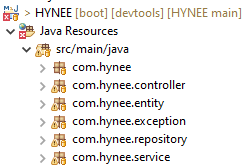 > HYNEE [boot] [devtools] [HYNEE main]
Java Resources
src/main/java
com.hynee
com.hynee.controller
com.hynee.entity
com.hynee.exception
com.hynee.repository
com.hynee.service